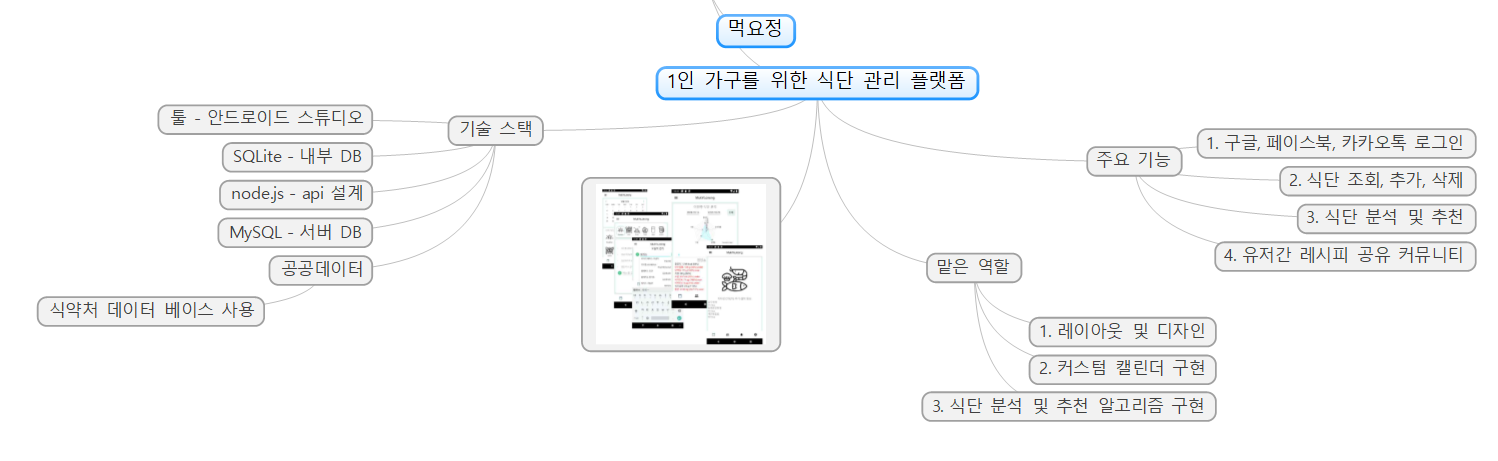 먹요정
1인 가구를 위한 식단 관리 플랫폼
기술 스택
툴 - 안드로이드 스튜디오
SQLite - 내부 DB
node.js - api 설계
MySQL - 서버 DB
공공데이터
식약처 데이터 베이스 사용
주요 기능
1. 구글, 페이스북, 카카오톡 로그인
2. 식단 조회, 추가, 삭제
3. 식단 분석 및 추천
4. 유저간 레시피 공유 커뮤니티
맡은 역할
1. 레이아웃 및 디자인
2. 커스텀 캘린더 구현
3. 식단 분석 및 추천 알고리즘 구현